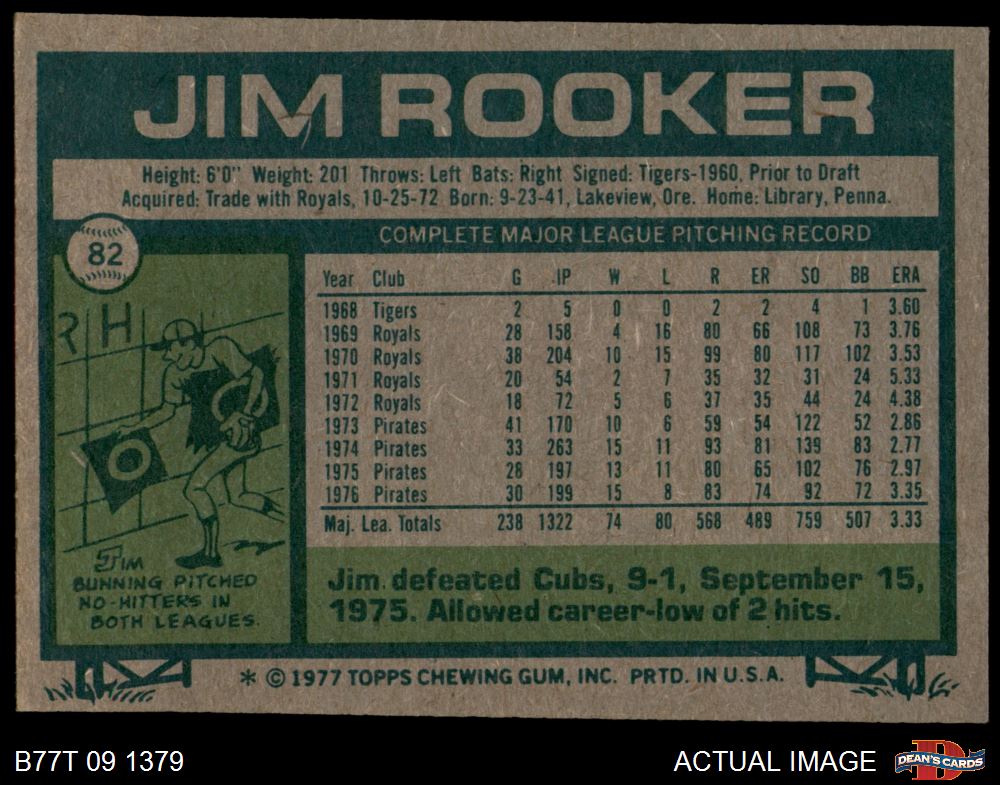 JIM ROOKER
Height: 6'0" Weight: 201 Throws: Left Bats: Right Signed: Tigers-1960, Prior to Draft
Acquired: Trade with Royals, 10-25-72 Born: 9-23-41, Lakeview, Ore. Home: Library, Penna.
82
COMPLETE MAJOR LEAGUE PITCHING RECORD
Year Club G IP W L R ER SO BB ERA
1968 Tigers 2 5 0 0 2 2 4 1 3.60
1969 Royals 28 158 4 16 80 66 108 73 3.76
1970 Royals 38 204 10 15 99 80 117 102 3.53
1971 Royals 20 54 2 7 35 32 31 24 5.33
1972 Royals 18 72 5 6 37 35 44 24 4.38
1973 Pirates 41 170 10 6 59 54 122 52 2.86
1974 Pirates 33 263 15 11 93 81 139 83 2.77
1975 Pirates 28 197 13 11 80 65 102 76 2.97
1976 Pirates 30 199 15 8 83 74 92 72 3.35
Maj. Lea. Totals 238 1322 74 80 568 489 759 507 3.33
R H
0
JIM
BUNNING PITCHED
NO-HITTERS IN
BOTH LEAGUES.
Jim defeated Cubs, 9-1, September 15,
1975. Allowed career-low of 2 hits.
* © 1977 TOPPS CHEWING GUM, INC. PRTD. IN U.S.A.
B77T 09 1379
ACTUAL IMAGE
D
DEAN'S CARDS